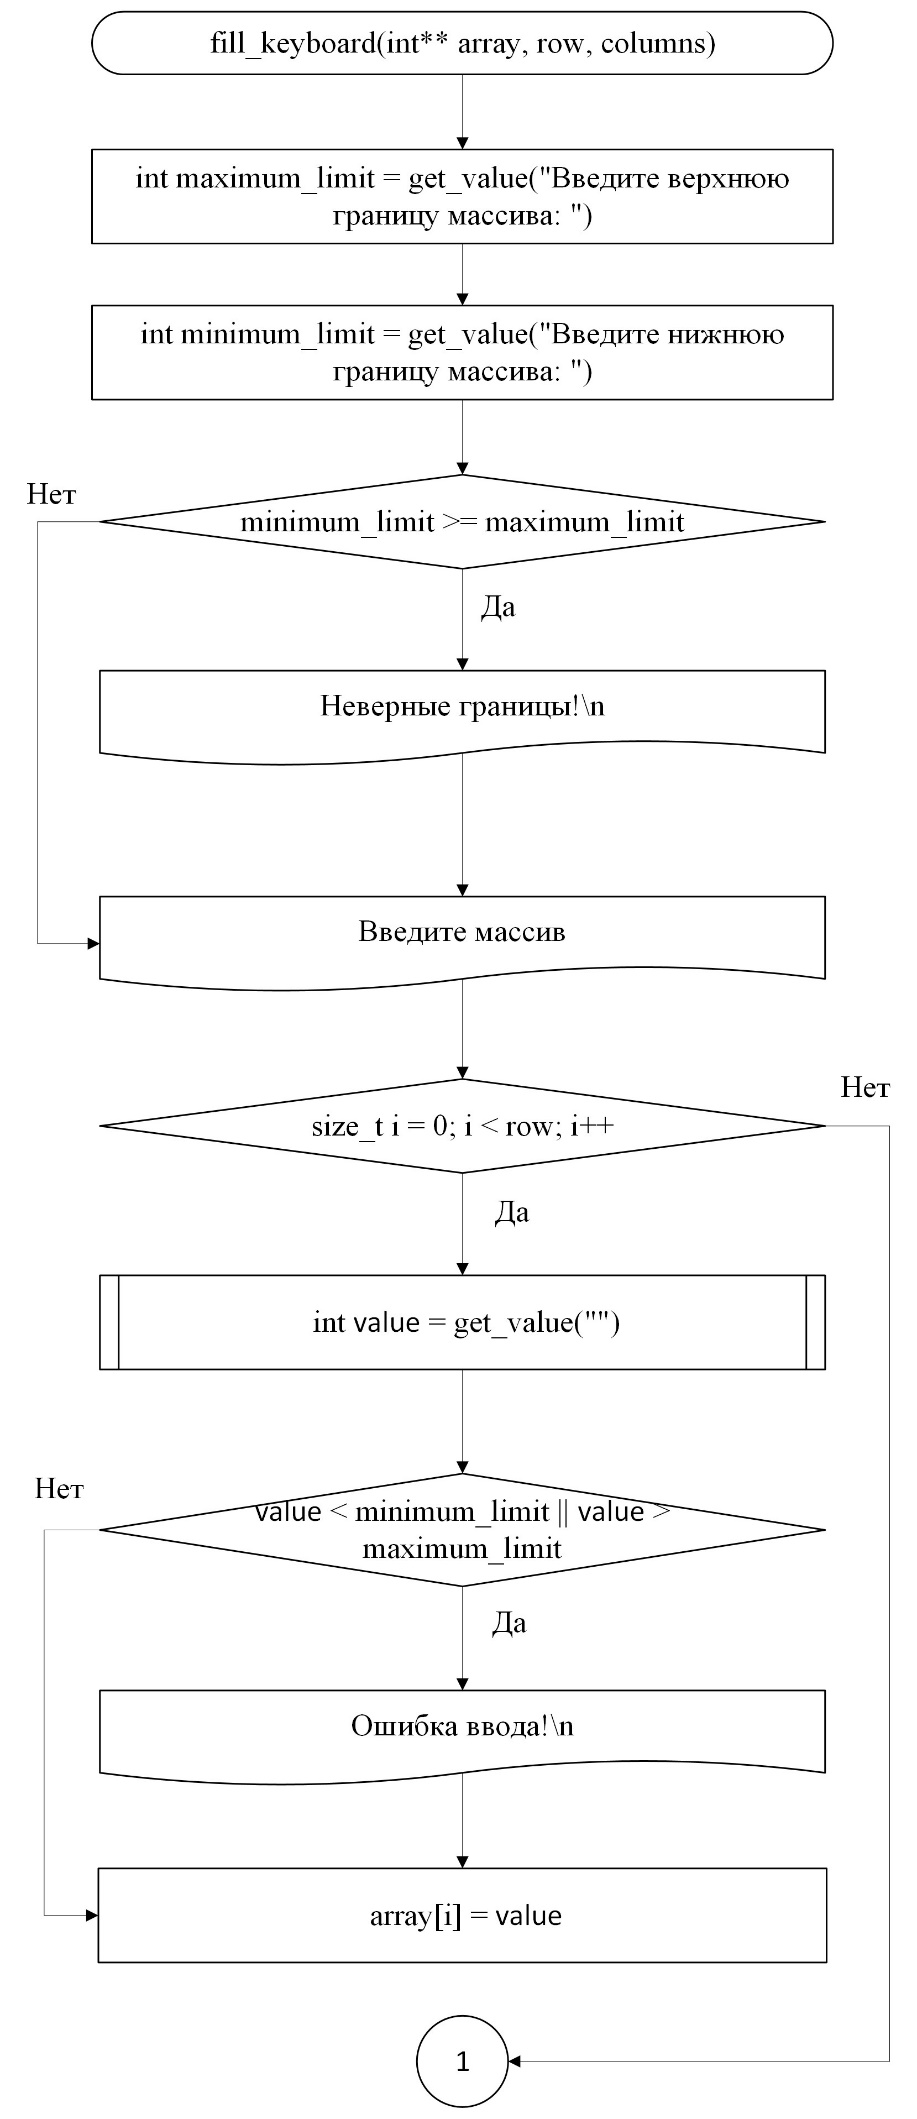 fill_keyboard(int** array, row, columns)
int maximum_limit = get_value("Введите верхнюю
границу массива: ")
int minimum_limit = get_value("Введите нижнюю
границу массива: ")
Нет
minimum_limit >= maximum_limit
Да
Неверные границы!\n
Введите массив
Нет
size_t i = 0; i < row; i++
Да
int value = get_value("")
Нет
value < minimum_limit || value >
maximum_limit
Да
Ошибка ввода!\n
array[i] = value
1